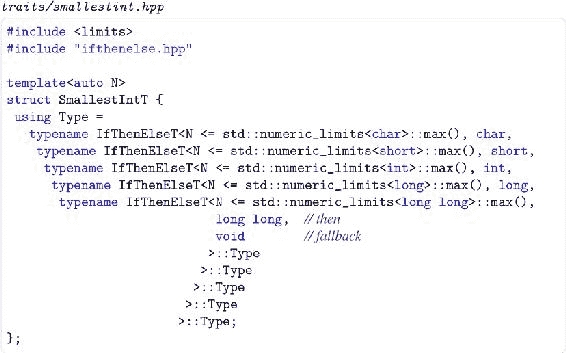 traits/smallestint.hpp
#include <limits>
#include "ifthenelse.hpp"
template<auto N>
struct SmallestIntT {
using Type =
typename IfThenElseT<N <= std::numeric_limits<char>::max(), char,
typename IfThenElseT<N <= std::numeric_limits<short>::max(), short,
typename IfThenElseT<N <= std::numeric_limits<int>::max(), int,
typename IfThenElseT<N <= std::numeric_limits<long>::max(), long,
typename IfThenElseT<N <= std::numeric_limits<long long>::max(),
long long, // then
void // fallback
>::Type
>::Type
>::Type
>::Type
>::Type;
};